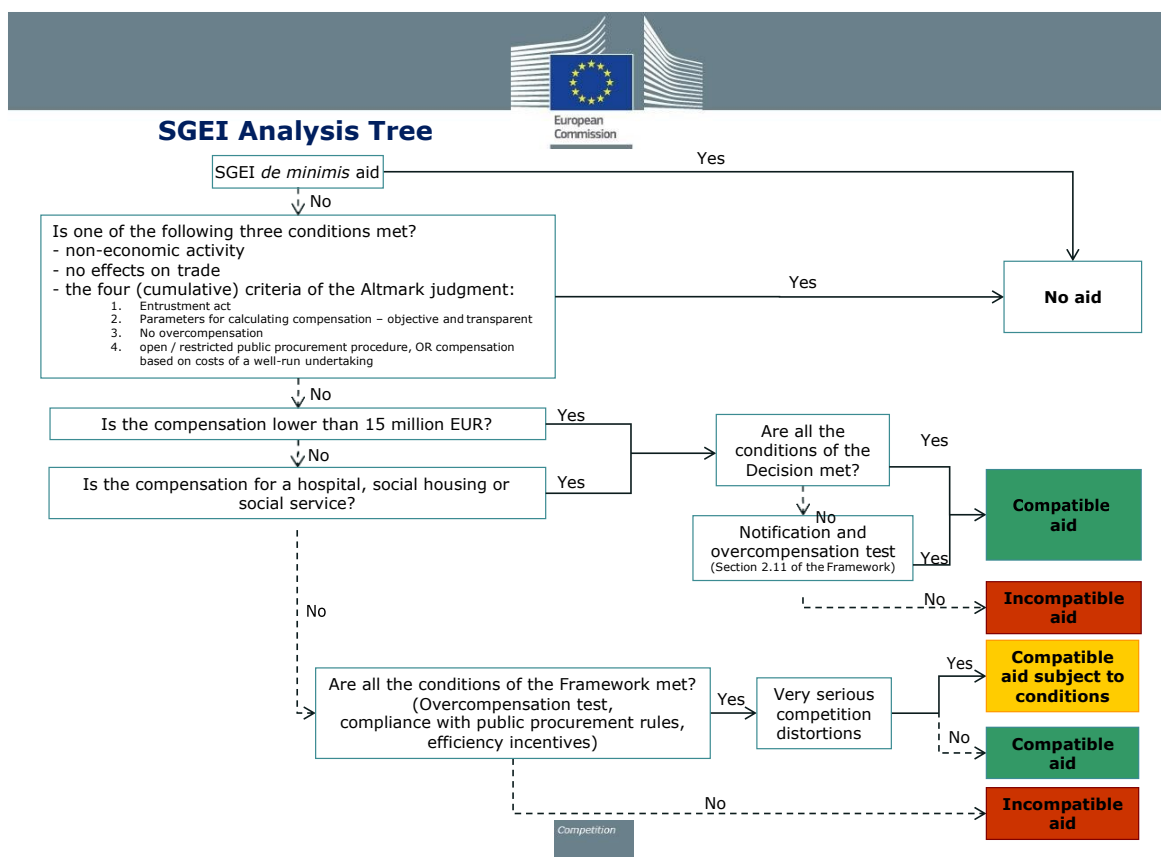 European
Commission
SGEI Analysis Tree
SGEI de minimis aid
Yes
No
Is one of the following three conditions met?
- non-economic activity
- no effects on trade
- the four (cumulative) criteria of the Altmark judgment:
1. Entrustment act
2. Parameters for calculating compensation – objective and transparent
3. No overcompensation
4. open / restricted public procurement procedure, OR compensation
based on costs of a well-run undertaking
Yes
No aid
No
Is the compensation lower than 15 million EUR?
Yes
No
Is the compensation for a hospital, social housing or
social service?
Yes
Are all the
conditions of the
Decision met?
Yes
No
Notification and
overcompensation test
(Section 2.11 of the Framework)
Yes
Compatible
aid
No
Incompatible
aid
No
Are all the conditions of the Framework met?
(Overcompensation test,
compliance with public procurement rules,
efficiency incentives)
Yes
Very serious
competition
distortions
Yes
Compatible
aid subject to
conditions
No
Compatible
aid
No
Incompatible
aid
Competition